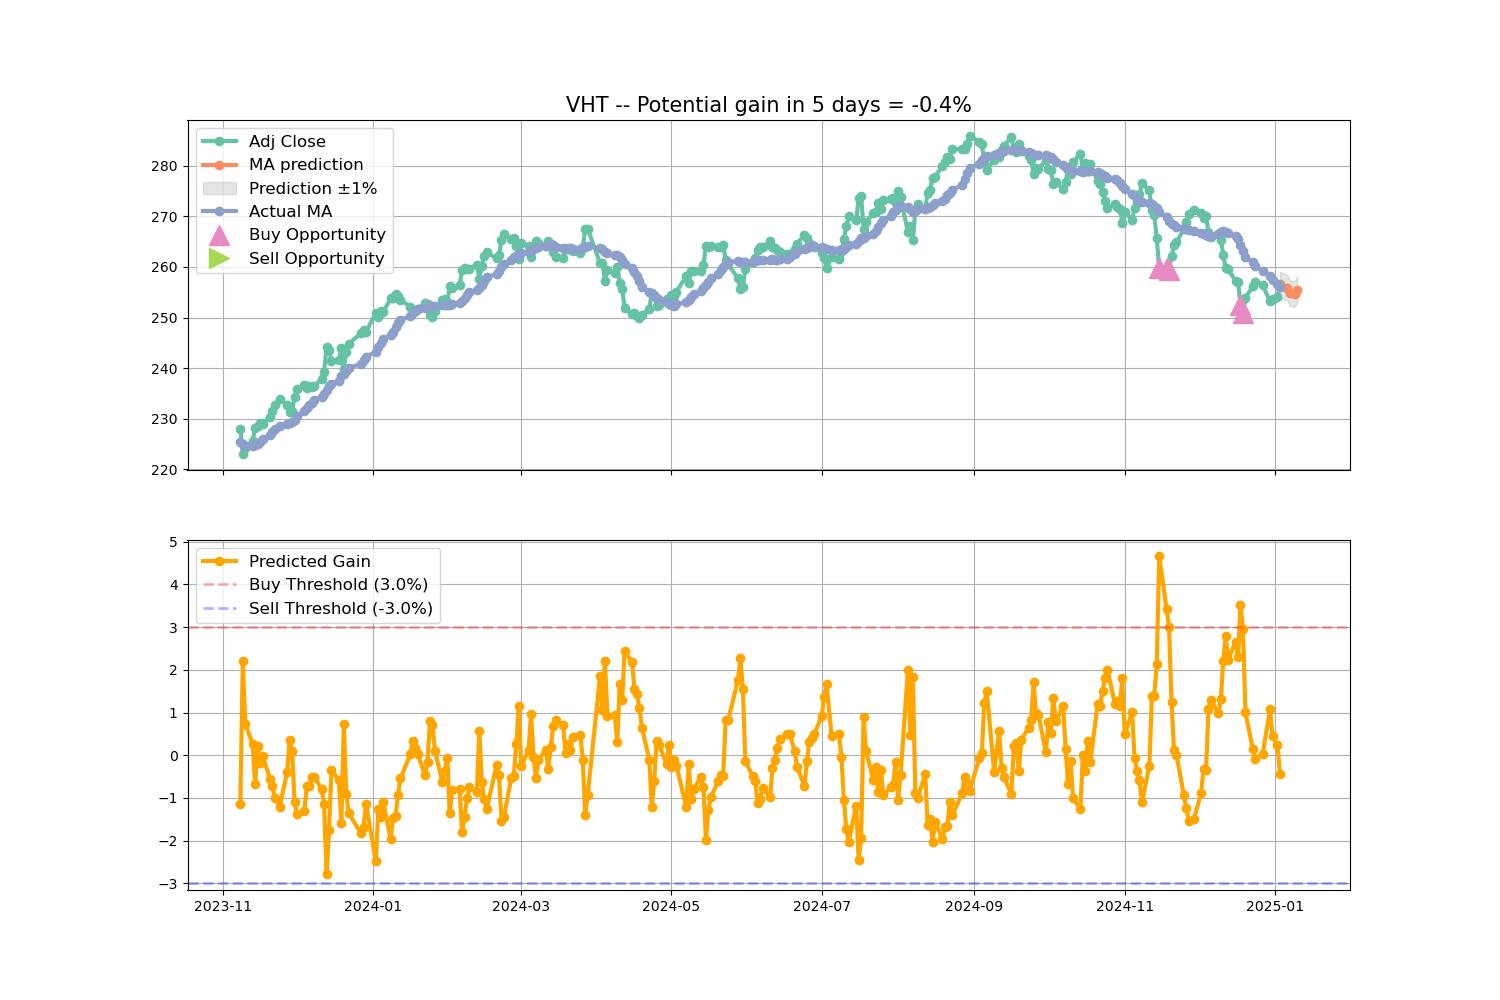 VHT -- Potential gain in 5 days = -0.4%
Adj Close
MA prediction
Prediction ±1%
Actual MA
Buy Opportunity
Sell Opportunity
280
270
260
250
240
230
220
Predicted Gain
Buy Threshold (3.0%)
Sell Threshold (-3.0%)
5
4
3
2
1
0
−1
−2
−3
2023-11 2024-01 2024-03 2024-05 2024-07 2024-09 2024-11 2025-01